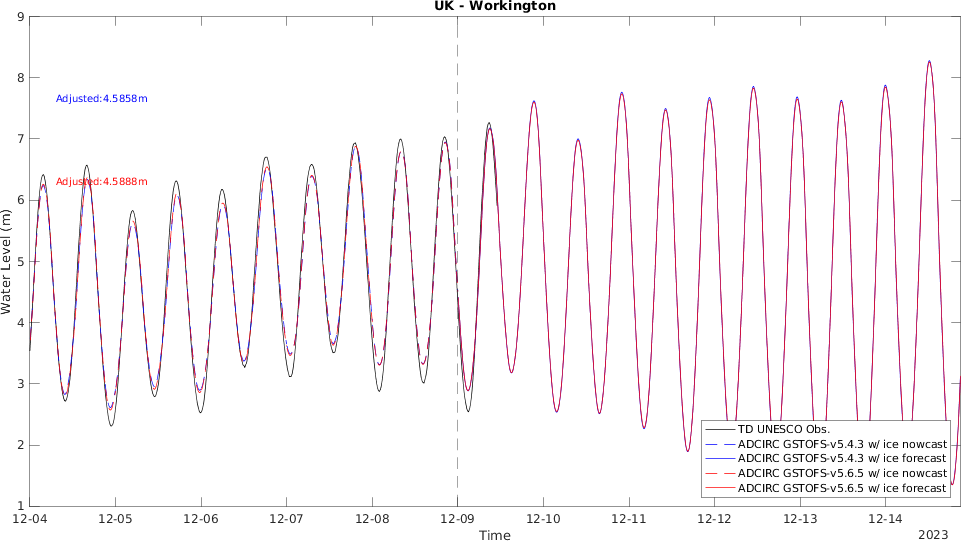 UK - Workington
9
8
7
6
5
4
3
2
1
Water Level (m)
Adjusted:4.5858m
Adjusted:4.5888m
TD UNESCO Obs.
ADCIRC GSTOFS-v5.4.3 w/ ice nowcast
ADCIRC GSTOFS-v5.4.3 w/ ice forecast
ADCIRC GSTOFS-v5.6.5 w/ ice nowcast
ADCIRC GSTOFS-v5.6.5 w/ ice forecast
12-04 12-05 12-06 12-07 12-08 12-09 12-10 12-11 12-12 12-13 12-14
Time
2023